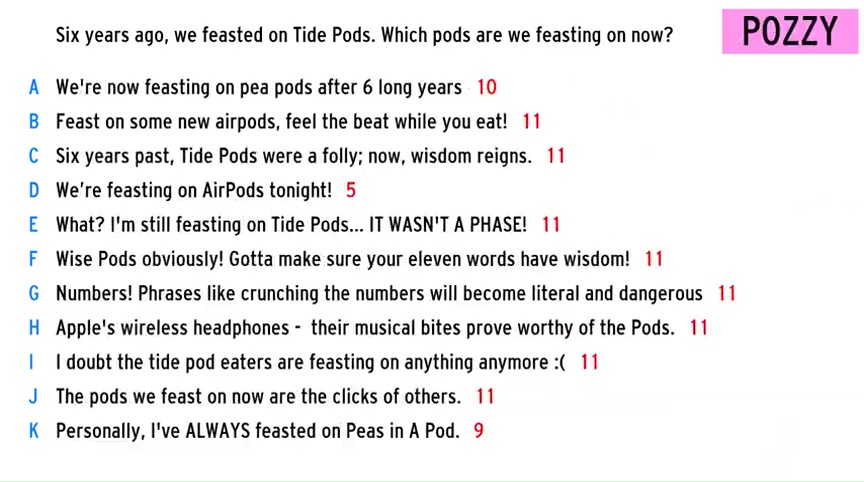 Six years ago, we feasted on Tide Pods. Which pods are we feasting on now?
POZZY
A We're now feasting on pea pods after 6 long years 10
B Feast on some new airpods, feel the beat while you eat! 11
C Six years past, Tide Pods were a folly; now, wisdom reigns. 11
D We're feasting on AirPods tonight! 5
E What? I'm still feasting on Tide Pods... IT WASN'T A PHASE! 11
F Wise Pods obviously! Gotta make sure your eleven words have wisdom! 11
G Numbers! Phrases like crunching the numbers will become literal and dangerous 11
H Apple's wireless headphones - their musical bites prove worthy of the Pods. 11
I I doubt the tide pod eaters are feasting on anything anymore :( 11
J The pods we feast on now are the clicks of others. 11
K Personally, I've ALWAYS feasted on Peas in A Pod. 9